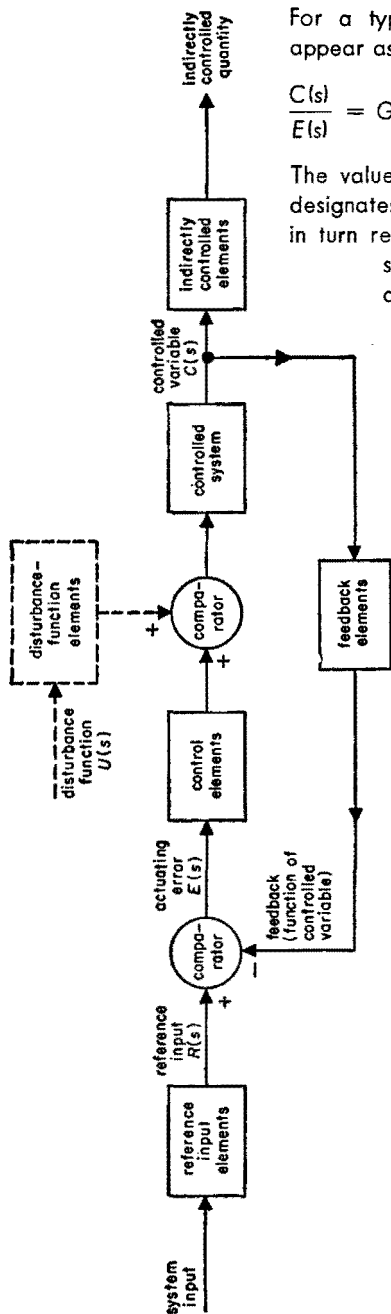 For a typ
appear as
C(s)
E(s)
= G
The value
designates
in turn re
s
c
system input
reference
input
elements
reference
input
R(s)
compa-
rator
+
−
actuating
error
E(s)
control
elements
compa-
rator
+
+
disturbance
function
U(s)
disturbance-
function
elements
controlled
system
controlled
variable
C(s)
indirectly
controlled
elements
indirectly
controlled
quantity
feedback
elements
feedback
(function of
controlled
variable)